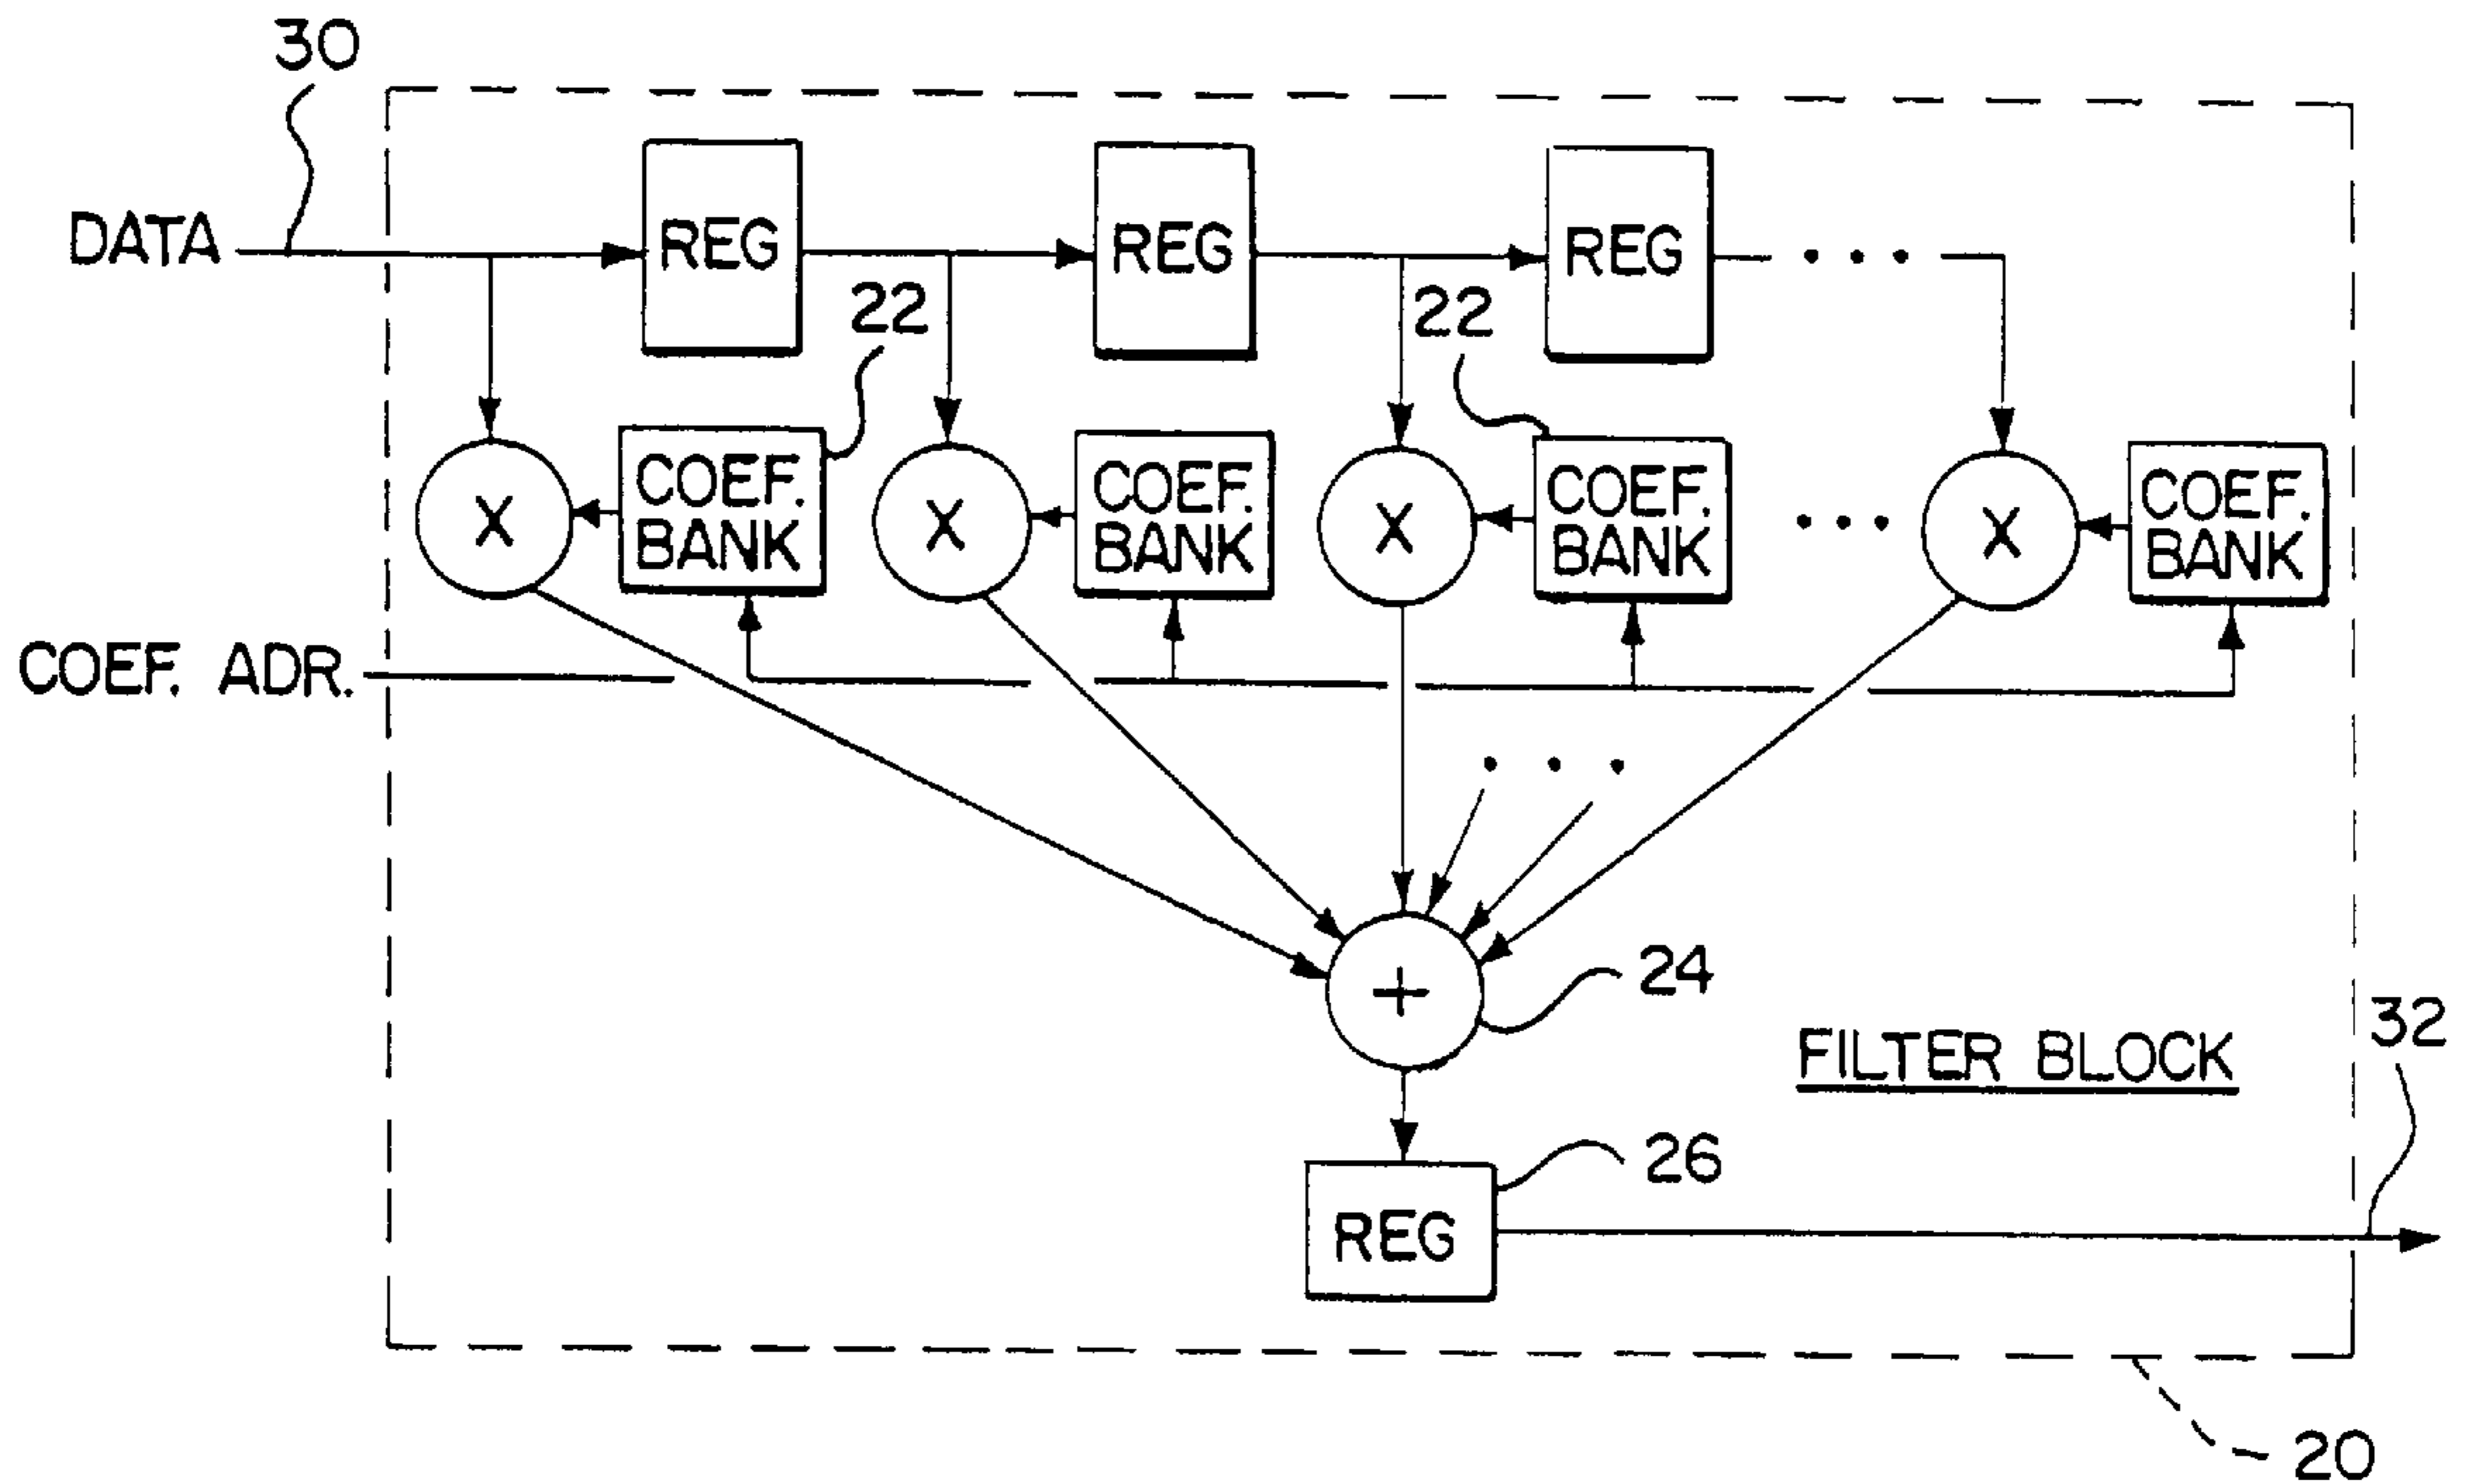 30
DATA
REG
REG
REG
22
22
X
COEF.
BANK
X
COEF.
BANK
X
COEF.
BANK
X
COEF.
BANK
COEF. ADR.
+
24
FILTER BLOCK
32
26
REG
20